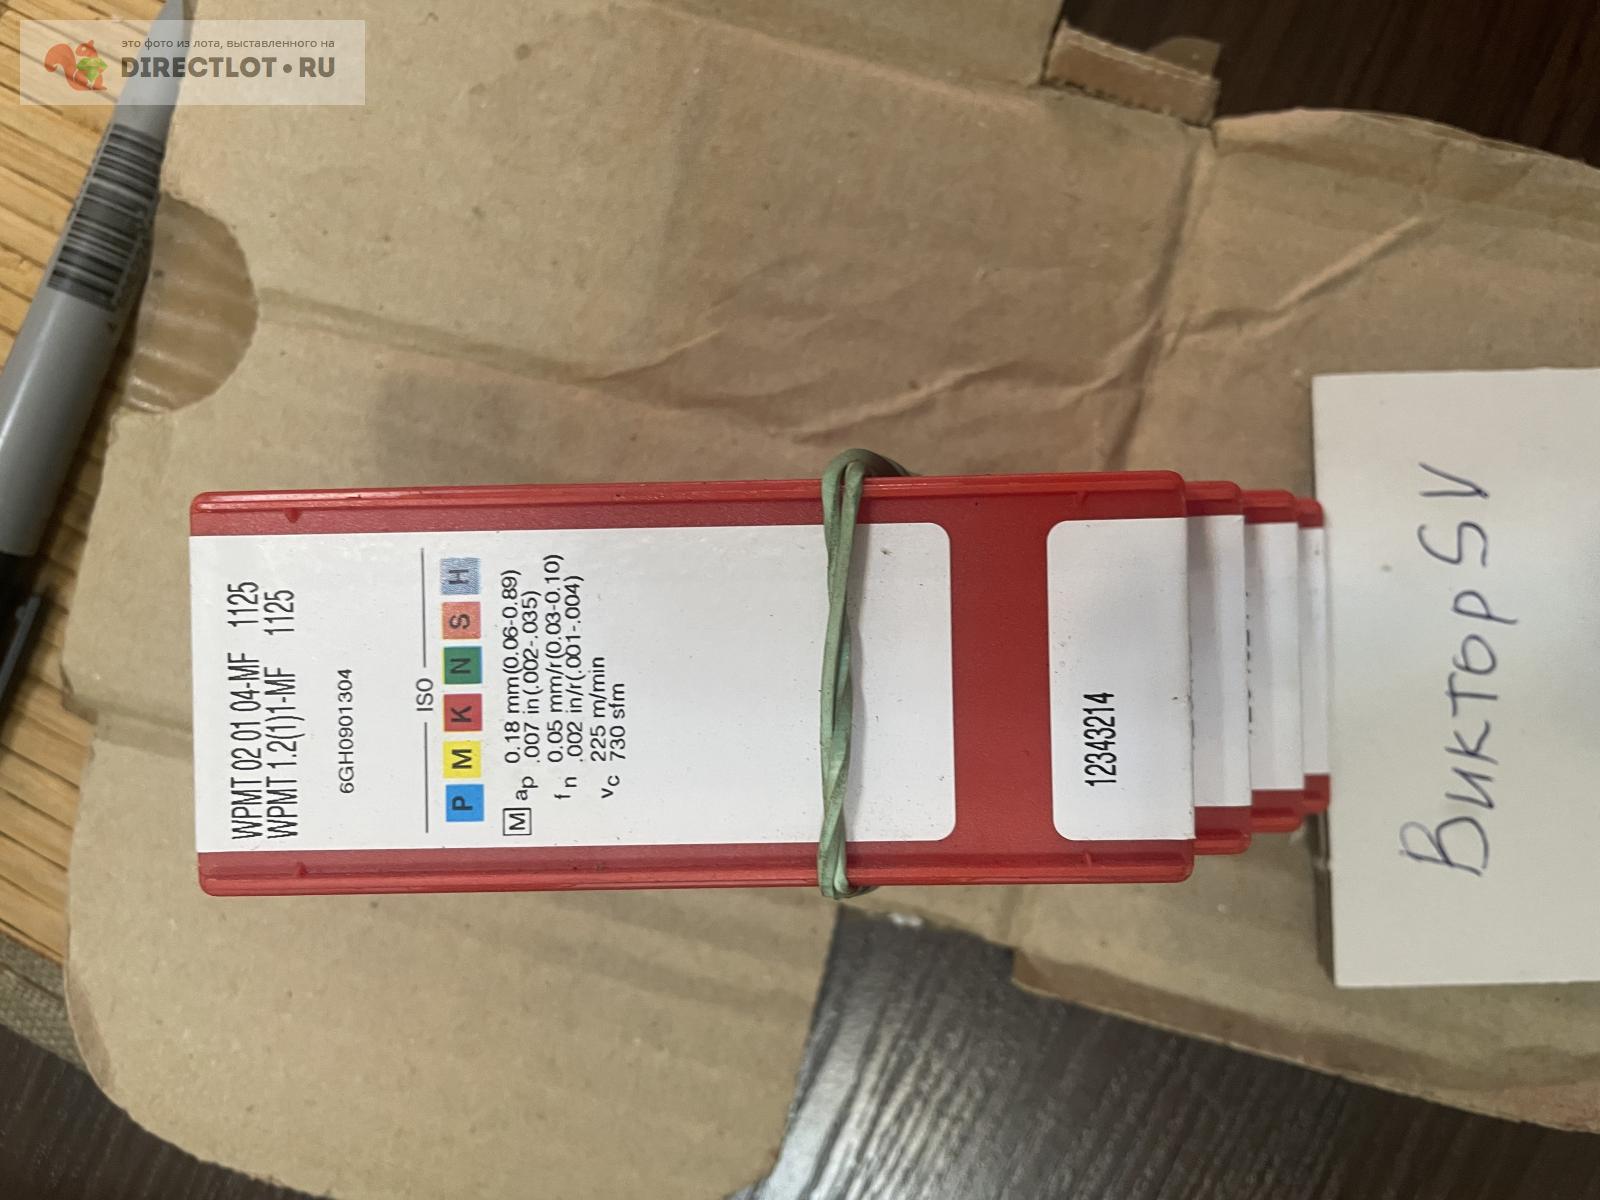 это фото из лота, выставленного на
DIRECTLOT•RU
WPMT 02 01 04-MF 1125
WPMT 1.2(1)1-MF 1125
6GH0901304
ISO
P M K N S H
M ap 0.18 mm(0.06-0.89)
.007 in(.002-.035)
fn 0.05 mm/r(0.03-0.10)
.002 in/r(.001-.004)
vc 225 m/min
730 sfm
12343214
Виктор SV